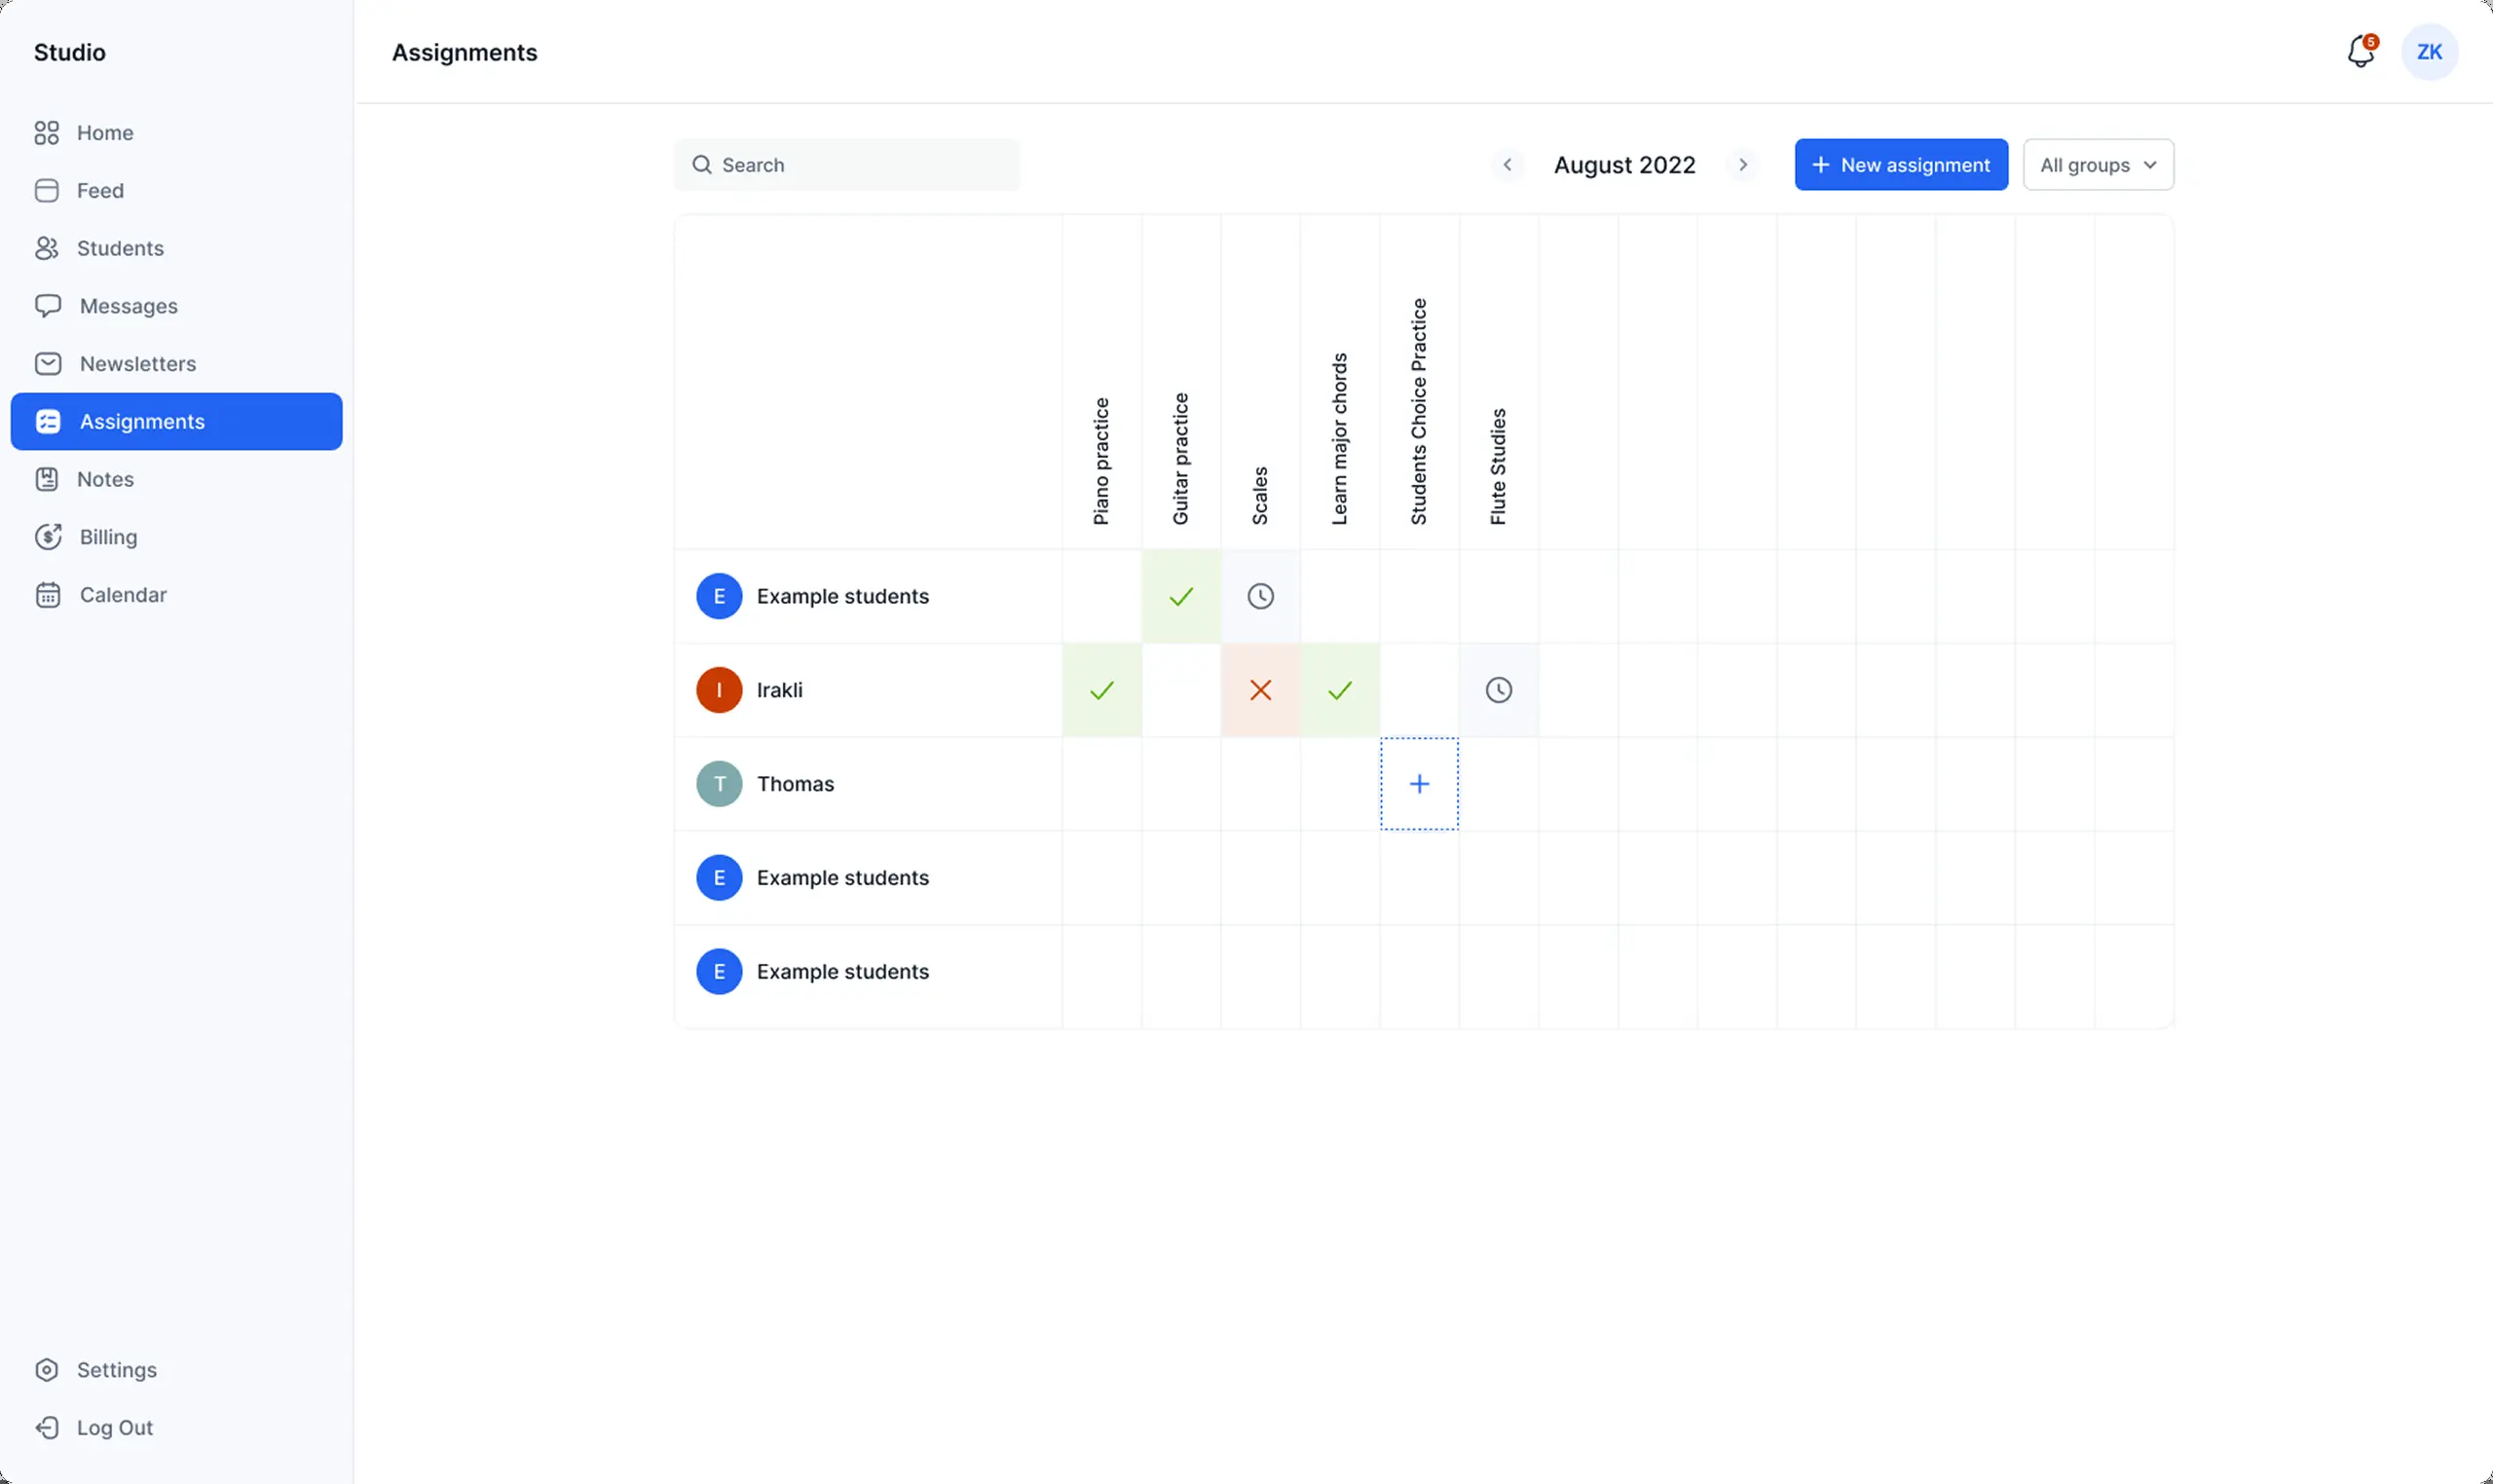 Studio
Home
Feed
Students
Messages
Newsletters
Assignments
Notes
Billing
Calendar
Settings
Log Out
Assignments
5
ZK
Search
August 2022
New assignment
All groups
Piano practice
Guitar practice
Scales
Learn major chords
Students Choice Practice
Flute Studies
E Example students
I Irakli
T Thomas
E Example students
E Example students